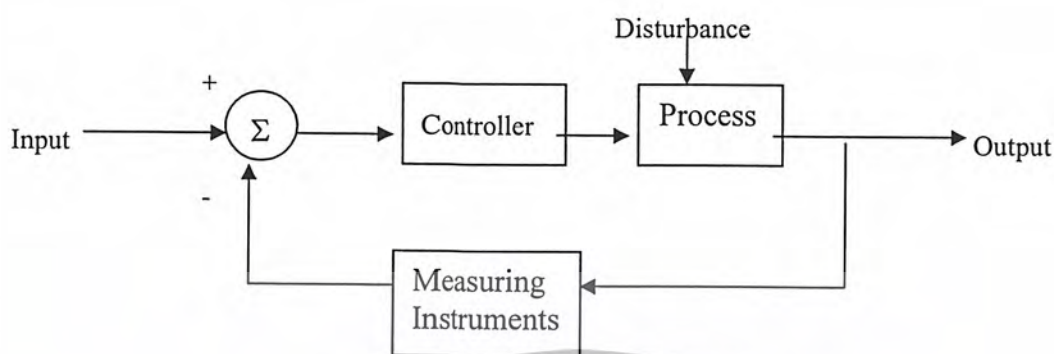 Disturbance
+
Input
Σ
Controller
Process
Output
-
Measuring
Instruments